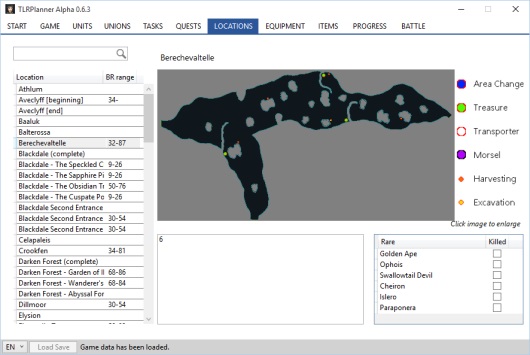 TLRPlanner Alpha 0.6.3
START GAME UNITS UNIONS TASKS QUESTS LOCATIONS EQUIPMENT ITEMS PROGRESS BATTLE
Location BR range
Athlum
Aveclyff [beginning] 34-
Aveclyff [end]
Baaluk
Balterossa
Berechevaltelle 32-87
Blackdale (complete)
Blackdale - The Speckled C 9-26
Blackdale - The Sapphire Pi 9-26
Blackdale - The Obsidian Tr 50-76
Blackdale - The Cuspate Po 9-26
Blackdale Second Entrance
Blackdale Second Entrance 30-54
Blackdale Second Entrance 30-54
Celapaleis
Crookfen 34-81
Darken Forest (complete)
Darken Forest - Garden of I 68-86
Darken Forest - Wanderer's 68-84
Darken Forest - Abyssal For
Dillmoor 30-54
Elysion
Berechevaltelle
Area Change
Treasure
Transporter
Morsel
Harvesting
Excavation
Click image to enlarge
6
Rare Killed
Golden Ape
Ophois
Swallowtail Devil
Cheiron
Islero
Paraponera
EN Load Save Game data has been loaded.